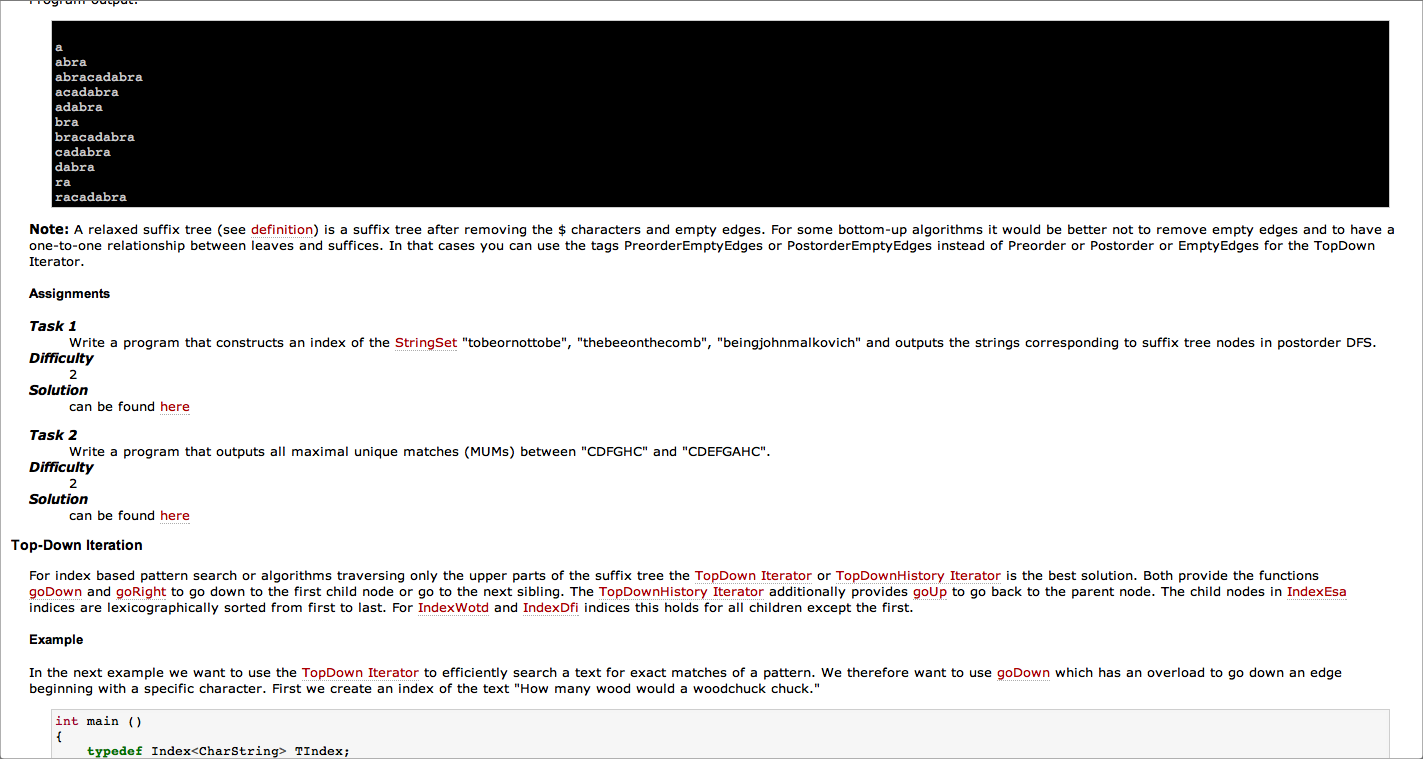 Program output:
a
abra
abracadabra
acadabra
adabra
bra
bracadabra
cadabra
dabra
ra
racadabra
Note: A relaxed suffix tree (see definition) is a suffix tree after removing the $ characters and empty edges. For some bottom-up algorithms it would be better not to remove empty edges and to have a
one-to-one relationship between leaves and suffices. In that cases you can use the tags PreorderEmptyEdges or PostorderEmptyEdges instead of Preorder or Postorder or EmptyEdges for the TopDown
Iterator.
Assignments
Task 1
Write a program that constructs an index of the StringSet "tobeornottobe", "thebeeonthecomb", "beingjohnmalkovich" and outputs the strings corresponding to suffix tree nodes in postorder DFS.
Difficulty
2
Solution
can be found here
Task 2
Write a program that outputs all maximal unique matches (MUMs) between "CDFGHC" and "CDEFGAHC".
Difficulty
2
Solution
can be found here
Top-Down Iteration
For index based pattern search or algorithms traversing only the upper parts of the suffix tree the TopDown Iterator or TopDownHistory Iterator is the best solution. Both provide the functions
goDown and goRight to go down to the first child node or go to the next sibling. The TopDownHistory Iterator additionally provides goUp to go back to the parent node. The child nodes in IndexEsa
indices are lexicographically sorted from first to last. For IndexWotd and IndexDfi indices this holds for all children except the first.
Example
In the next example we want to use the TopDown Iterator to efficiently search a text for exact matches of a pattern. We therefore want to use goDown which has an overload to go down an edge
beginning with a specific character. First we create an index of the text "How many wood would a woodchuck chuck."
int main ()
{
typedef Index<CharString> TIndex;